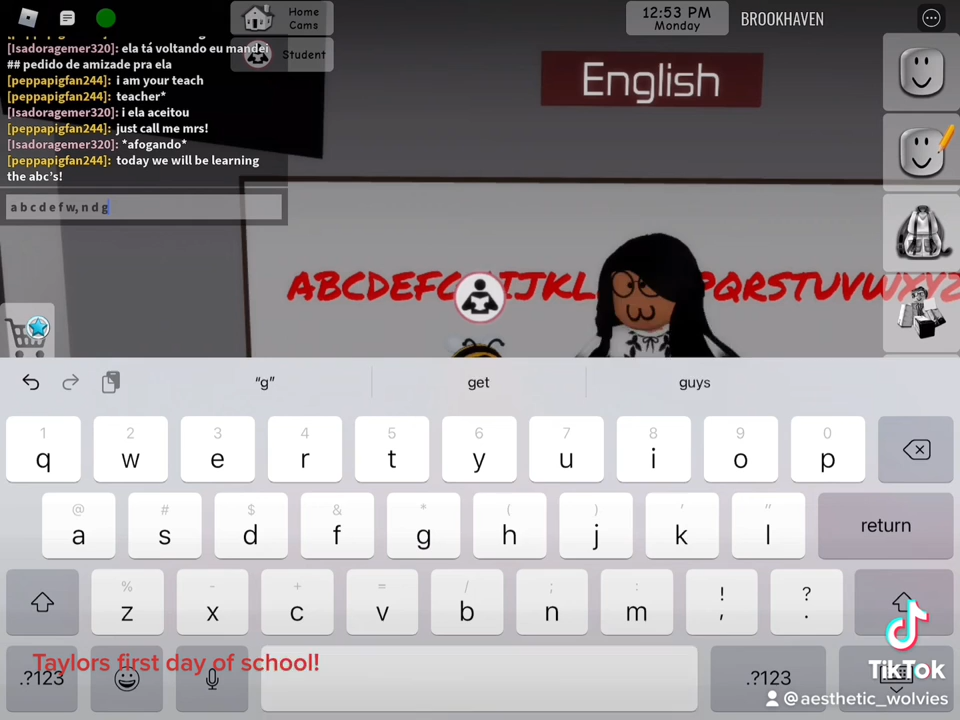 Home
Cams
Student
12:53 PM
Monday
BROOKHAVEN
[Isadoragemer320]: ela tá voltando eu mandei
## pedido de amizade pra ela
[peppapigfan244]: i am your teach
[peppapigfan244]: teacher*
[Isadoragemer320]: i ela aceitou
[peppapigfan244]: just call me mrs!
[Isadoragemer320]: *afogando*
[peppapigfan244]: today we will be learning
the abc's!
a b c d e f w, n d g
English
ABCDEFG IJKL PQRSTUVWXYZ
"g" get guys
1 2 3 4 5 6 7 8 9 0
q w e r t y u i o p
@ # $ & * ( ) ' "
a s d f g h j k l return
% - + = / ; : ! ?
z x c v b n m , .
Taylors first day of school!
.?123 .?123
TikTok
@aesthetic_wolvies